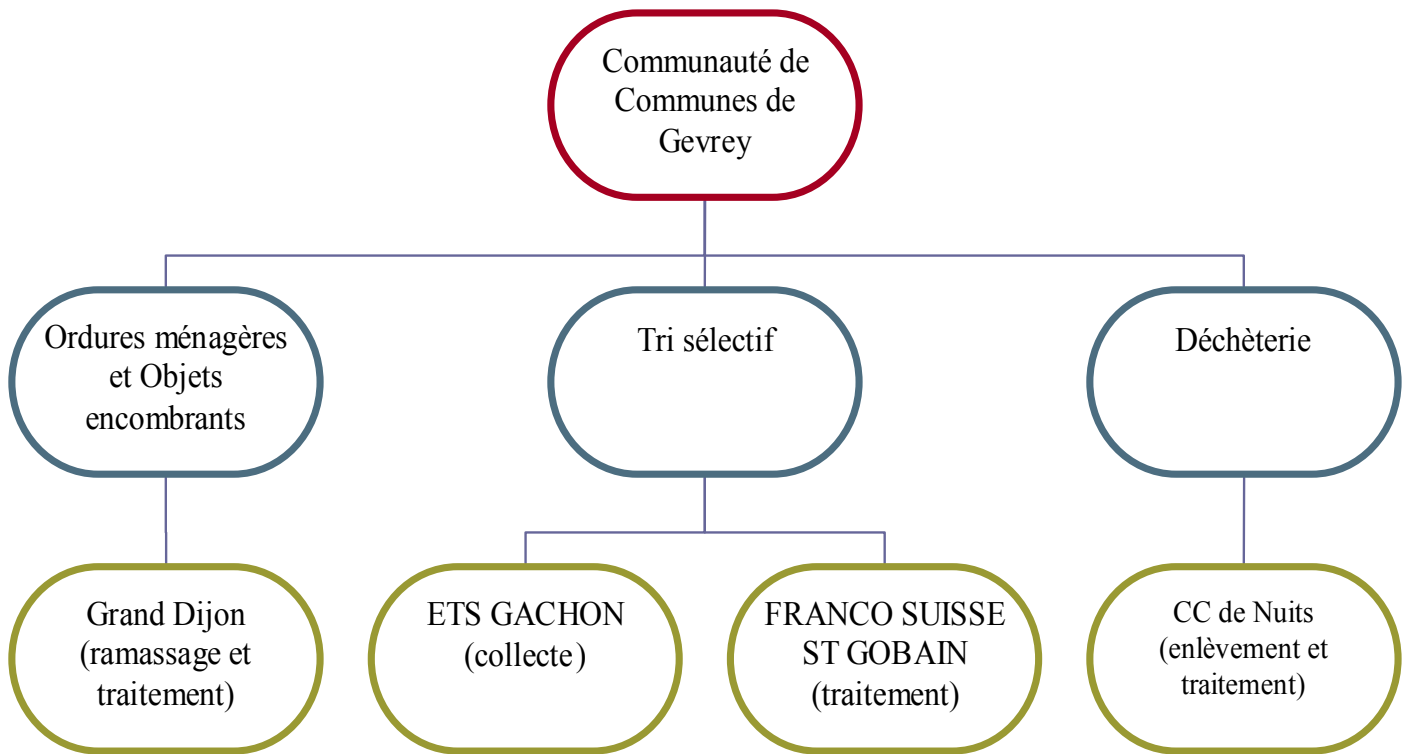 Communauté de
Communes de
Gevrey
Ordures ménagères
et Objets
encombrants
Tri sélectif
Déchèterie
Grand Dijon
(ramassage et
traitement)
ETS GACHON
(collecte)
FRANCO SUISSE
ST GOBAIN
(traitement)
CC de Nuits
(enlèvement et
traitement)